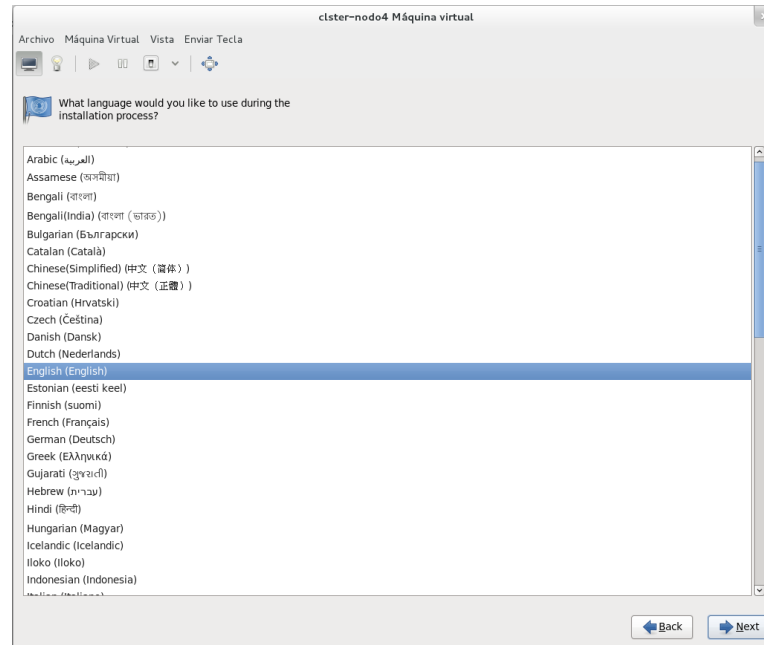 clster-nodo4 Máquina virtual
Archivo Máquina Virtual Vista Enviar Tecla
What language would you like to use during the
installation process?
Arabic (العربية)
Assamese (অসমীয়া)
Bengali (বাংলা)
Bengali(India) (বাংলা (ভারত))
Bulgarian (Български)
Catalan (Català)
Chinese(Simplified) (中文（简体）)
Chinese(Traditional) (中文（正體）)
Croatian (Hrvatski)
Czech (Čeština)
Danish (Dansk)
Dutch (Nederlands)
English (English)
Estonian (eesti keel)
Finnish (suomi)
French (Français)
German (Deutsch)
Greek (Ελληνικά)
Gujarati (ગુજરાતી)
Hebrew (עברית)
Hindi (हिन्दी)
Hungarian (Magyar)
Icelandic (Icelandic)
Iloko (Iloko)
Indonesian (Indonesia)
Italian (Italiano)
Back Next